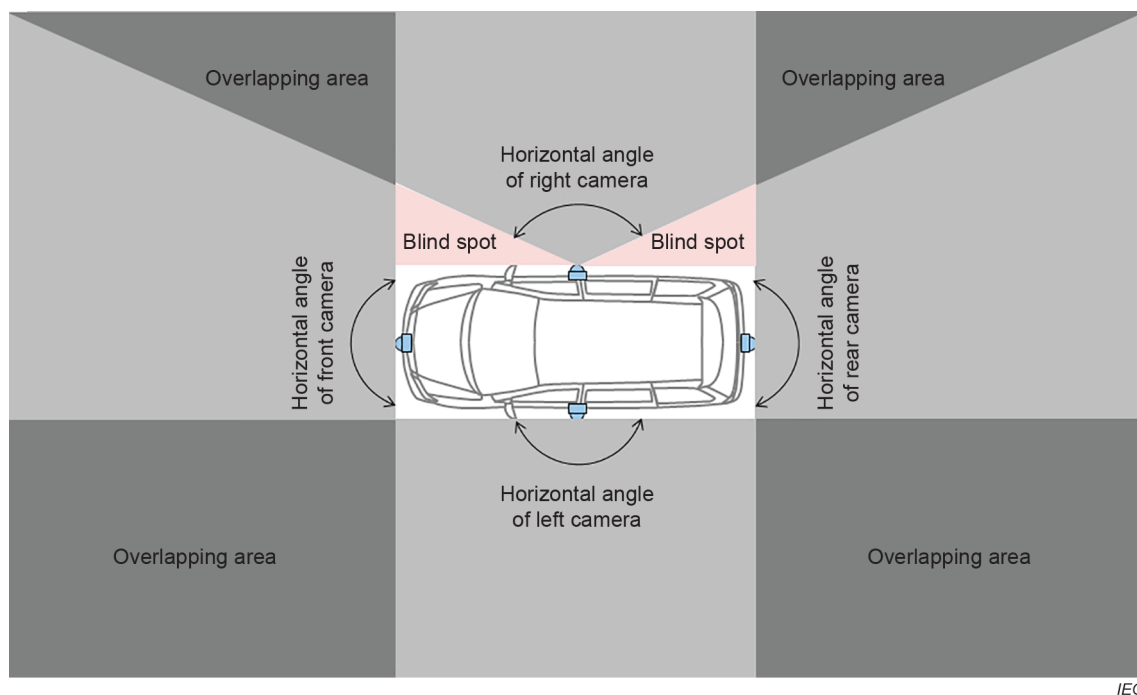 Overlapping area
Overlapping area
Horizontal angle
of right camera
Blind spot
Blind spot
Horizontal angle
of front camera
Horizontal angle
of rear camera
Horizontal angle
of left camera
Overlapping area
Overlapping area
IEC